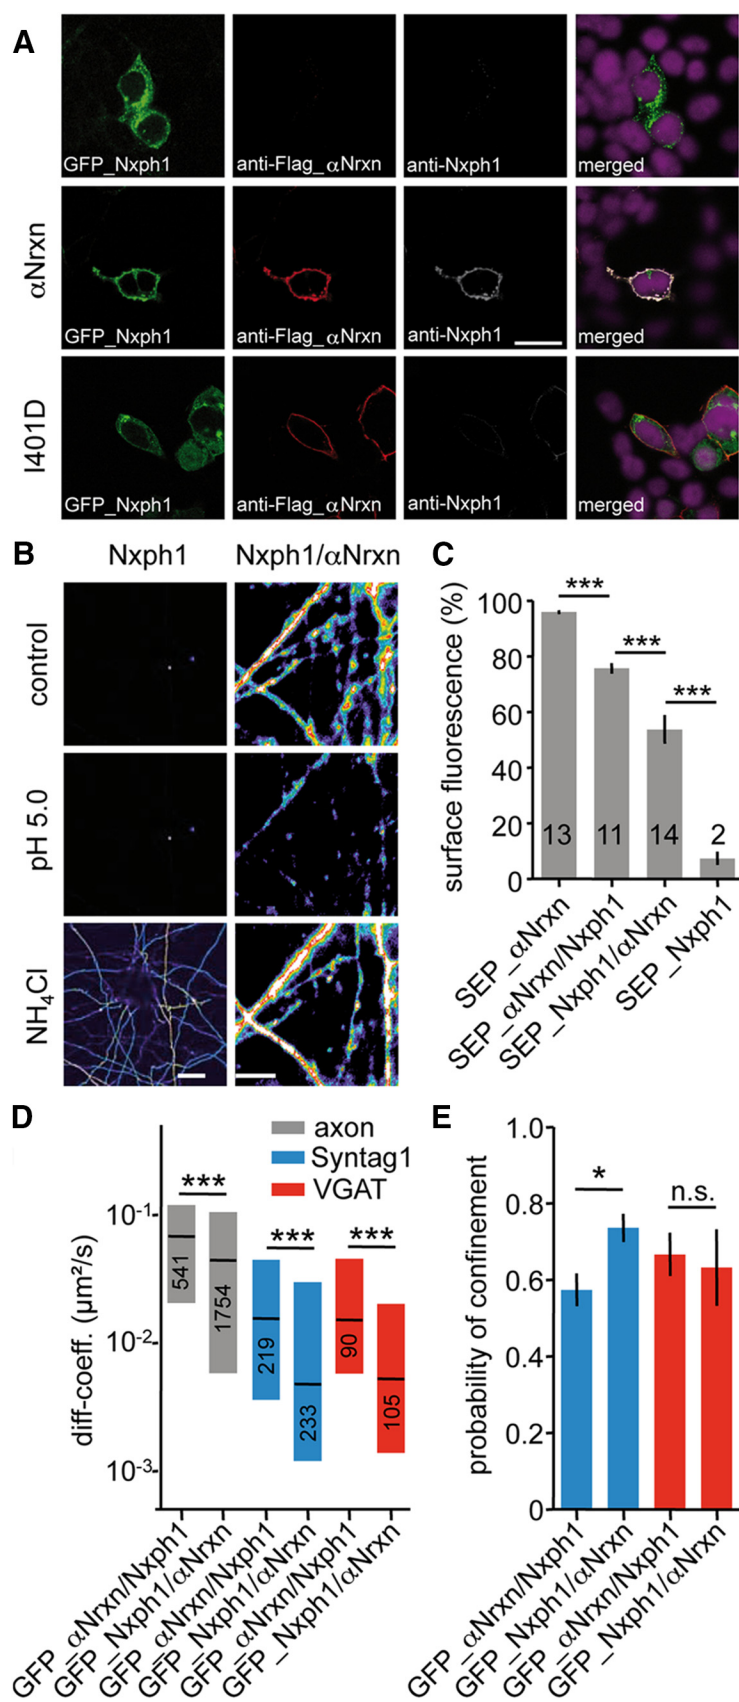 A
GFP_Nxph1
anti-Flag_αNrxn
anti-Nxph1
merged
αNrxn
GFP_Nxph1
anti-Flag_αNrxn
anti-Nxph1
merged
I401D
GFP_Nxph1
anti-Flag_αNrxn
anti-Nxph1
merged
B
Nxph1
Nxph1/αNrxn
control
pH 5.0
NH₄Cl
C
surface fluorescence (%)
100
80
60
40
20
0
***
***
***
13
11
14
2
SEP_αNrxn
SEP_αNrxn/Nxph1
SEP_Nxph1/αNrxn
SEP_Nxph1
D
axon
Syntag1
VGAT
diff-coeff. (μm²/s)
10⁻¹
10⁻²
10⁻³
***
***
***
541
1754
219
233
90
105
GFP_αNrxn/Nxph1
GFP_Nxph1/αNrxn
GFP_αNrxn/Nxph1
GFP_Nxph1/αNrxn
GFP_αNrxn/Nxph1
GFP_Nxph1/αNrxn
E
probability of confinement
1.0
0.8
0.6
0.4
0.2
0
*
n.s.
GFP_αNrxn/Nxph1
GFP_Nxph1/αNrxn
GFP_αNrxn/Nxph1
GFP_Nxph1/αNrxn